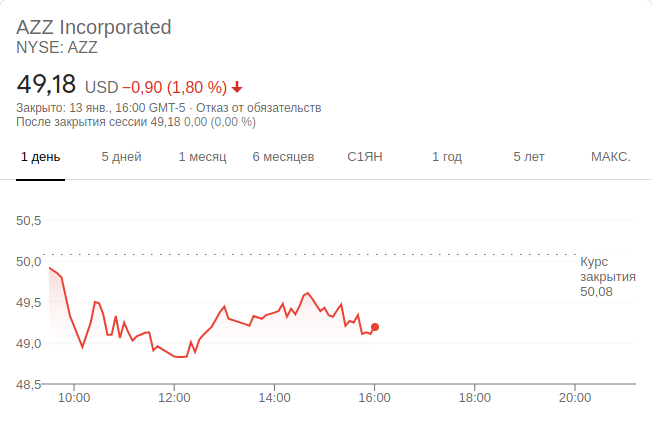 AZZ Incorporated
NYSE: AZZ
49,18 USD −0,90 (1,80 %)
Закрыто: 13 янв., 16:00 GMT-5 · Отказ от обязательств
После закрытия сессии 49,18 0,00 (0,00 %)
1 день 5 дней 1 месяц 6 месяцев С1ЯН 1 год 5 лет МАКС.
50,5
50,0
49,5
49,0
48,5
Курс
закрытия
50,08
10:00 12:00 14:00 16:00 18:00 20:00